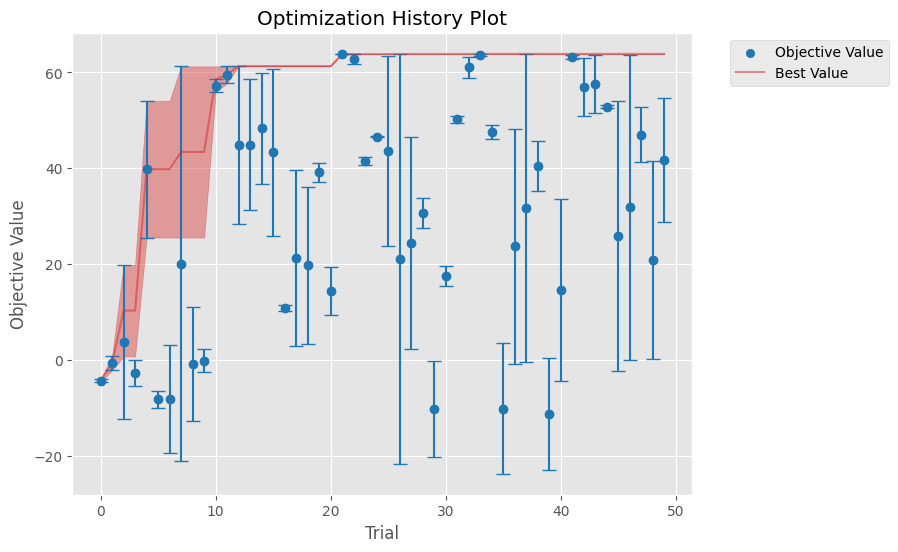 Optimization History Plot
Objective Value
Best Value
Objective Value
60
40
20
0
−20
0 10 20 30 40 50
Trial